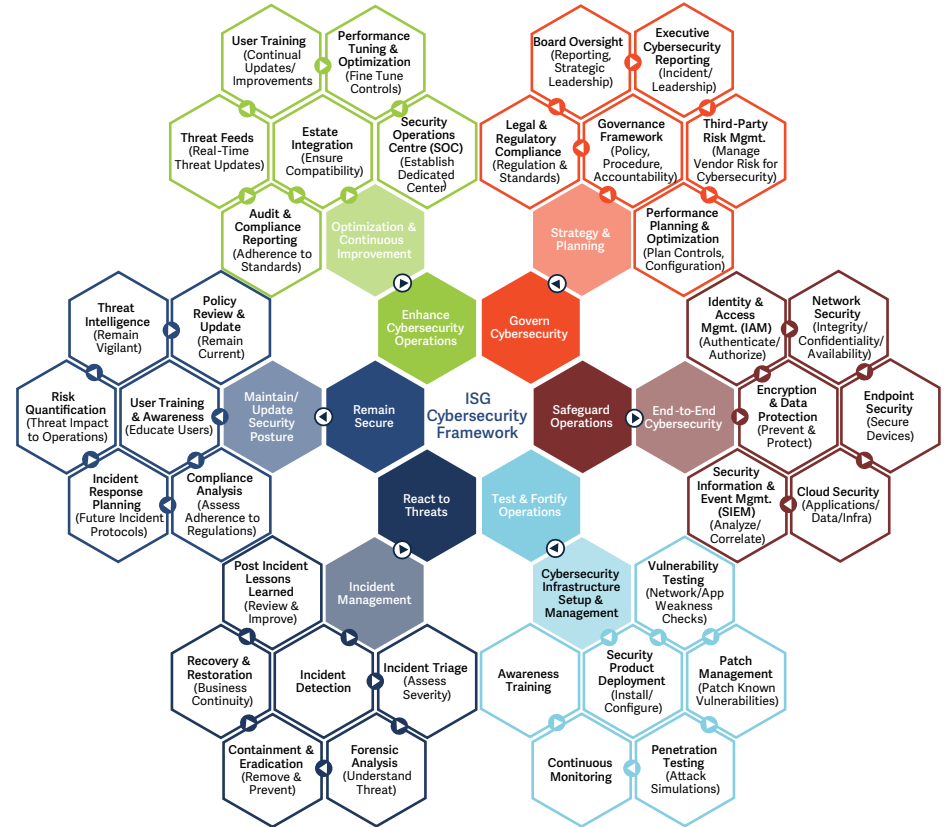 User Training
(Continual
Updates/
Improvements
Performance
Tuning &
Optimization
(Fine Tune
Controls)
Threat Feeds
(Real-Time
Threat Updates)
Estate
Integration
(Ensure
Compatibility)
Security
Operations
Centre (SOC)
(Establish
Dedicated
Center)
Audit &
Compliance
Reporting
(Adherence to
Standards)
Optimization &
Continuous
Improvement
Enhance
Cybersecurity
Operations
Board Oversight
(Reporting,
Strategic
Leadership)
Executive
Cybersecurity
Reporting
(Incident/
Leadership)
Legal &
Regulatory
Compliance
(Regulation &
Standards)
Governance
Framework
(Policy,
Procedure,
Accountability)
Third-Party
Risk Mgmt.
(Manage
Vendor Risk for
Cybersecurity)
Strategy &
Planning
Performance
Planning &
Optimization
(Plan Controls,
Configuration)
Govern
Cybersecurity
Threat
Intelligence
(Remain
Vigilant)
Policy
Review &
Update
(Remain
Current)
Risk
Quantification
(Threat Impact
to Operations)
User Training
& Awareness
(Educate Users)
Maintain/
Update
Security
Posture
Remain
Secure
Incident
Response
Planning
(Future Incident
Protocols)
Compliance
Analysis
(Assess
Adherence to
Regulations)
ISG
Cybersecurity
Framework
Safeguard
Operations
End-to-End
Cybersecurity
Identity &
Access
Mgmt. (IAM)
(Authenticate/
Authorize)
Network
Security
(Integrity/
Confidentiality/
Availability)
Encryption
& Data
Protection
(Prevent &
Protect)
Endpoint
Security
(Secure
Devices)
Security
Information &
Event Mgmt.
(SIEM)
(Analyze/
Correlate)
Cloud Security
(Applications/
Data/Infra)
React to
Threats
Incident
Management
Post Incident
Lessons
Learned
(Review &
Improve)
Recovery &
Restoration
(Business
Continuity)
Incident
Detection
Incident Triage
(Assess
Severity)
Containment &
Eradication
(Remove &
Prevent)
Forensic
Analysis
(Understand
Threat)
Test & Fortify
Operations
Cybersecurity
Infrastructure
Setup &
Management
Vulnerability
Testing
(Network/App
Weakness
Checks)
Awareness
Training
Security
Product
Deployment
(Install/
Configure)
Patch
Management
(Patch Known
Vulnerabilities)
Continuous
Monitoring
Penetration
Testing
(Attack
Simulations)